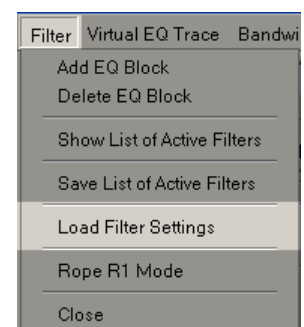 Filter Virtual EQ Trace
Add EQ Block
Delete EQ Block
Show List of Active Filters
Save List of Active Filters
Load Filter Settings
Rope R1 Mode
Close